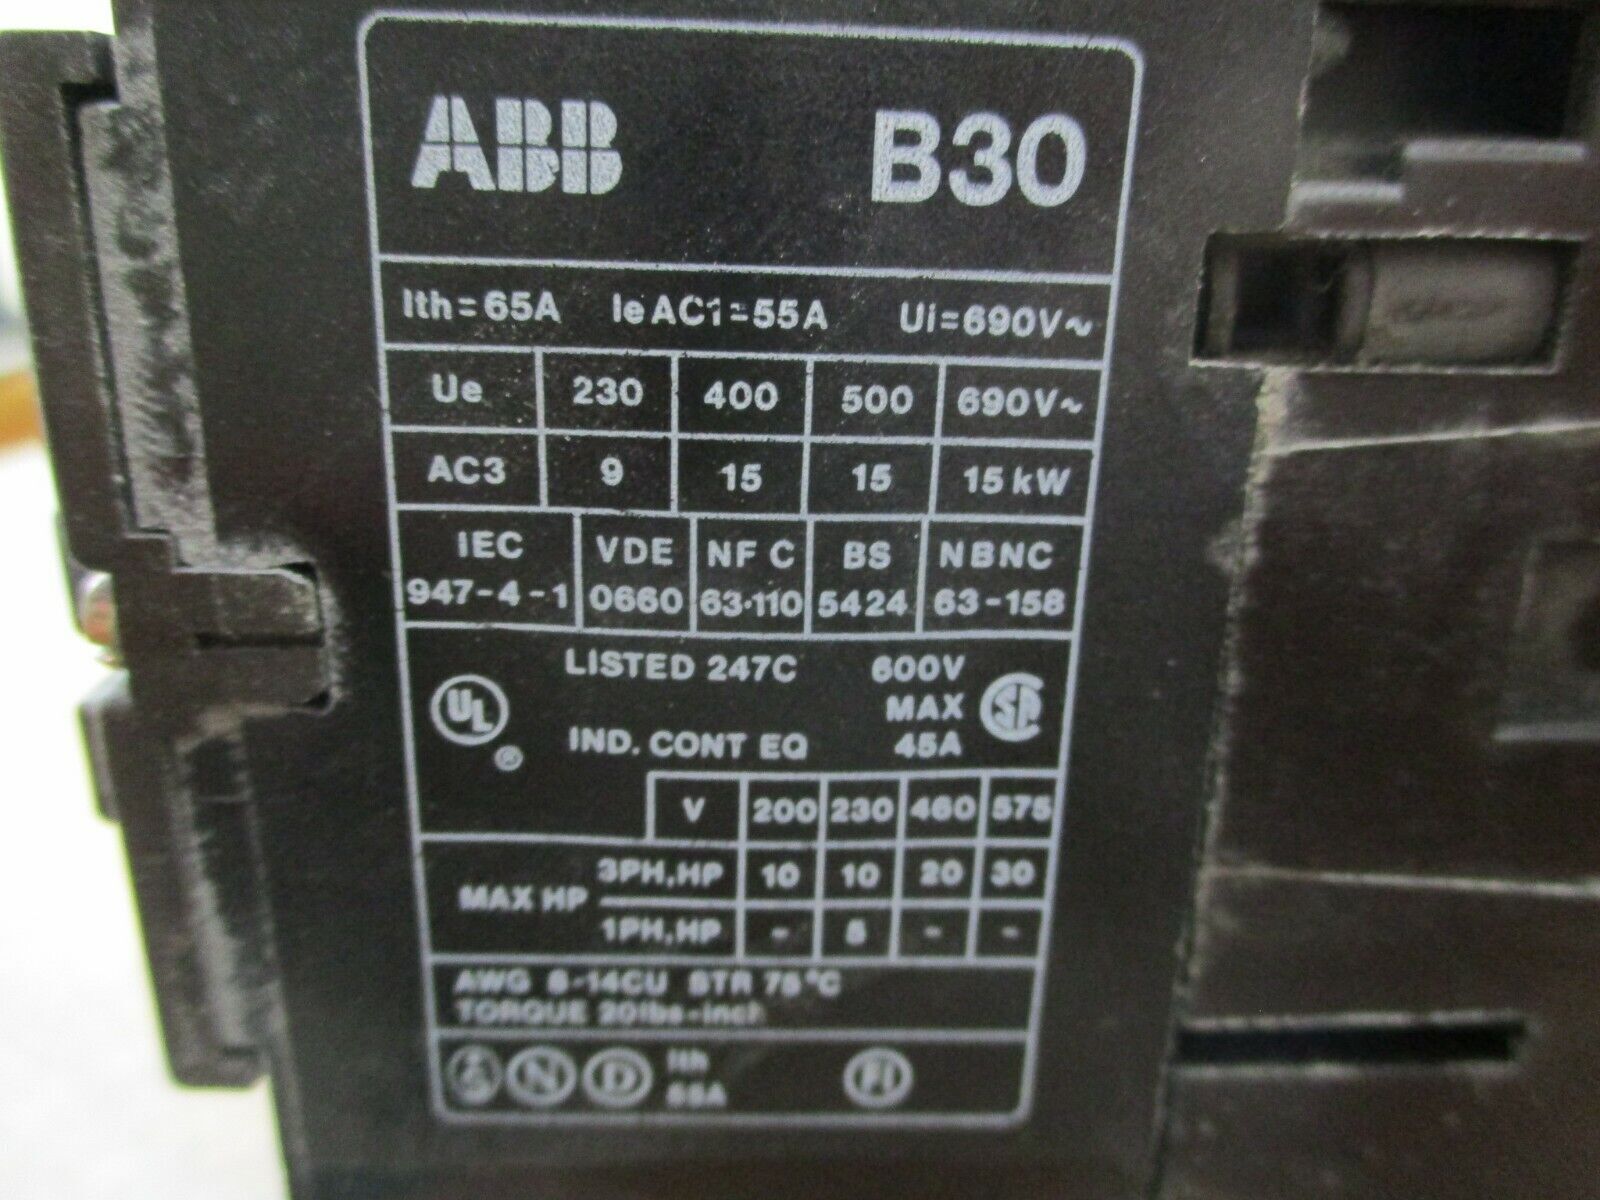 ABB B30
Ith=65A Ie AC1=55A Ui=690V~
Ue 230 400 500 690V~
AC3 9 15 15 15 kW
IEC VDE NF C BS NBNC
947-4-1 0660 63-110 5424 63-158
LISTED 247C 600V
UL ® MAX SA
IND. CONT EQ 45A
V 200 230 460 575
3PH,HP 10 10 20 30
MAX HP
1PH,HP - 5 - -
AWG -14CU STR 75°C
TORQUE 20lbs-inch
S N D Ith
FI